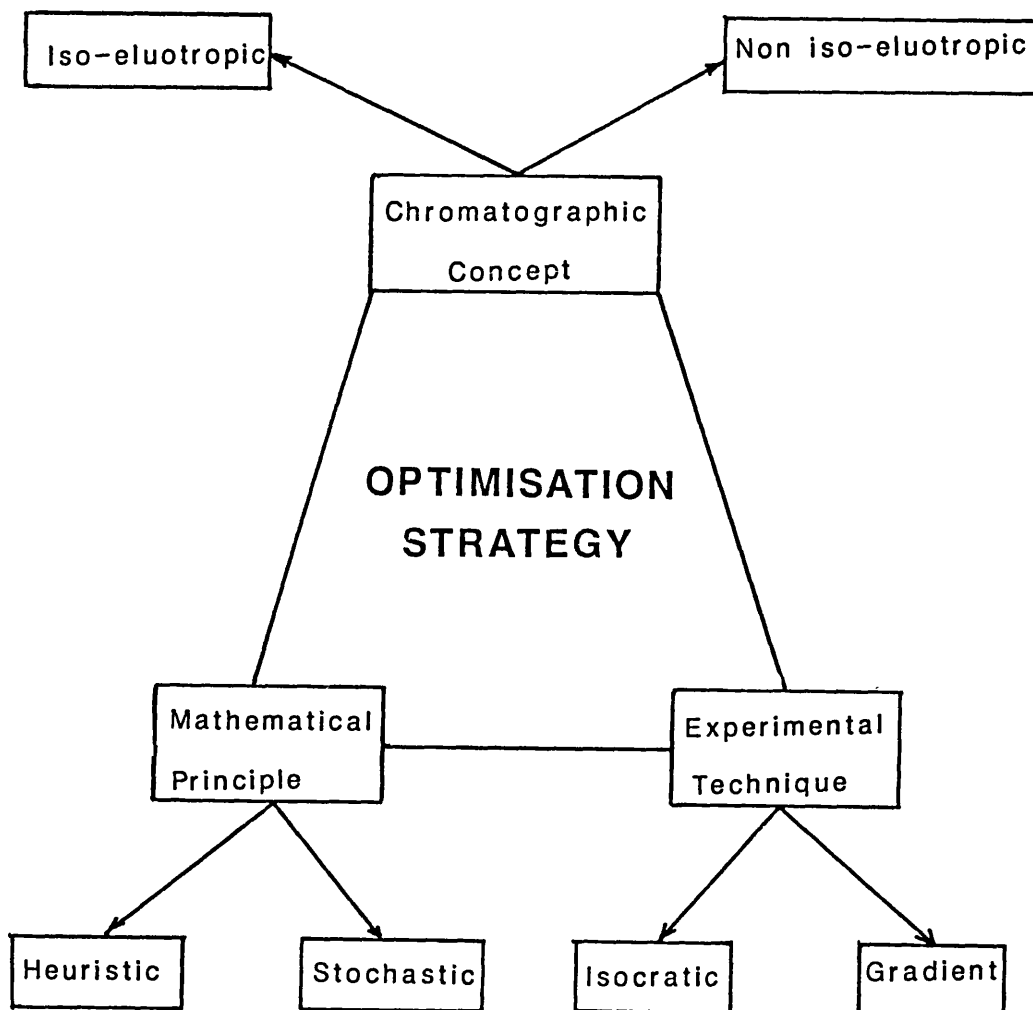 Iso-eluotropic
Non iso-eluotropic
Chromatographic
Concept
OPTIMISATION
STRATEGY
Mathematical
Principle
Experimental
Technique
Heuristic
Stochastic
Isocratic
Gradient